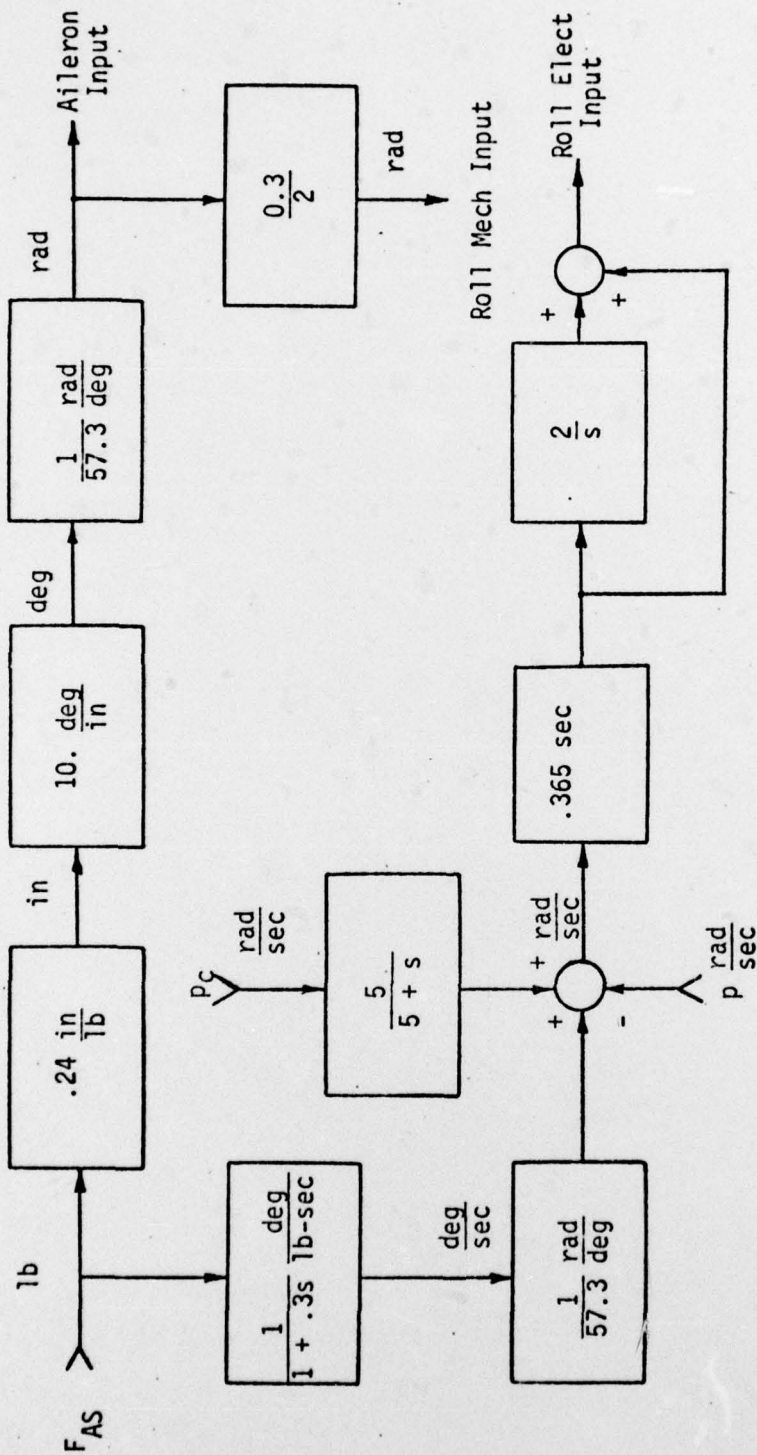 F_AS
lb
.24 in/lb
in
10. deg/in
deg
1/57.3 rad/deg
rad
Aileron
Input
0.3/2
rad
Roll Mech Input
1/(1 + .3s) deg/lb-sec
deg/sec
1/57.3 rad/deg
p_c
rad/sec
5/(5 + s)
+
+
-
rad/sec
p rad/sec
.365 sec
2/s
+
+
Roll Elect
Input